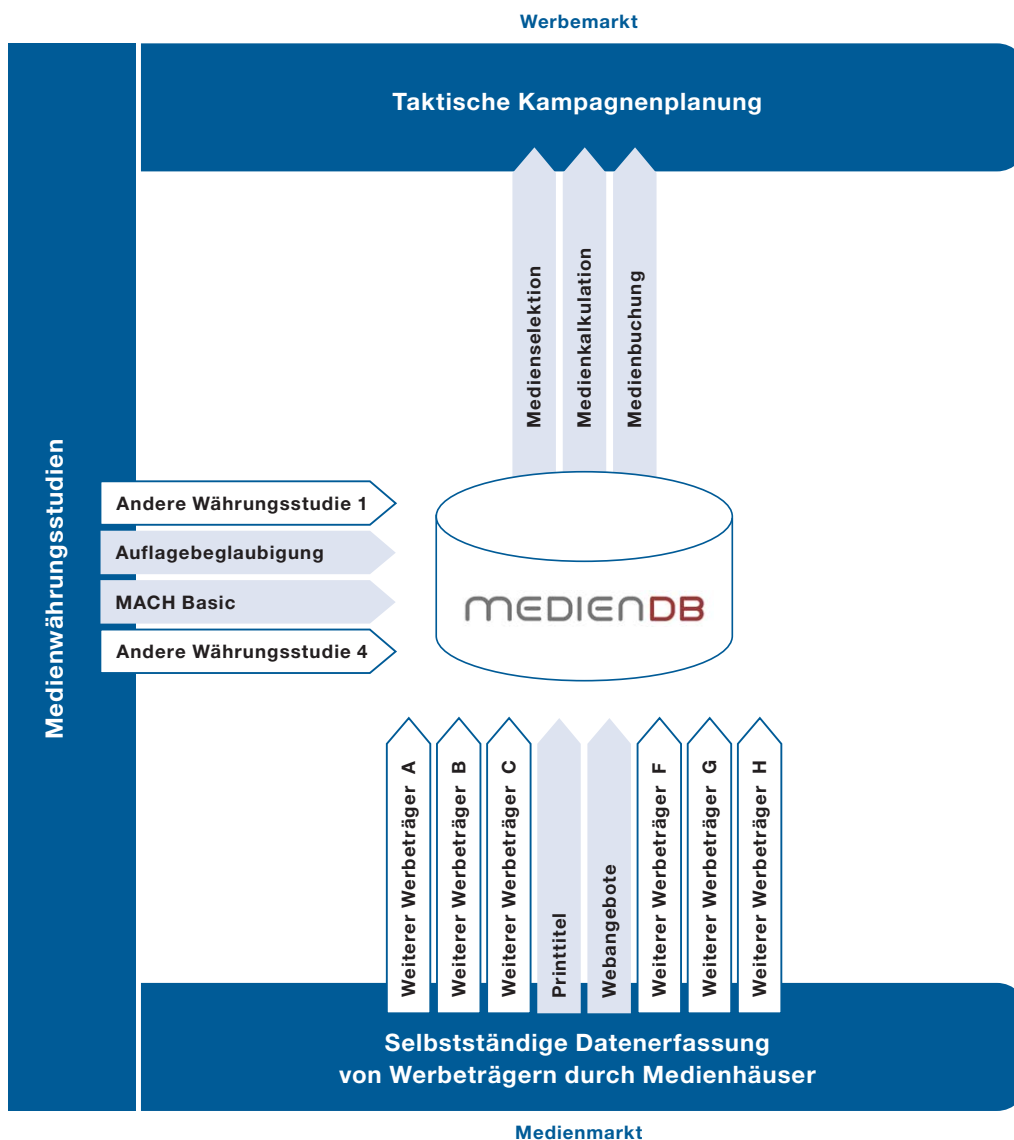 Werbemarkt
Taktische Kampagnenplanung
Medienselektion
Medienkalkulation
Medienbuchung
Medienwährungsstudien
Andere Währungsstudie 1
Auflagebeglaubigung
MACH Basic
Andere Währungsstudie 4
MEDIENDB
Weiterer Werbeträger A
Weiterer Werbeträger B
Weiterer Werbeträger C
Printtitel
Webangebote
Weiterer Werbeträger F
Weiterer Werbeträger G
Weiterer Werbeträger H
Selbstständige Datenerfassung
von Werbeträgern durch Medienhäuser
Medienmarkt